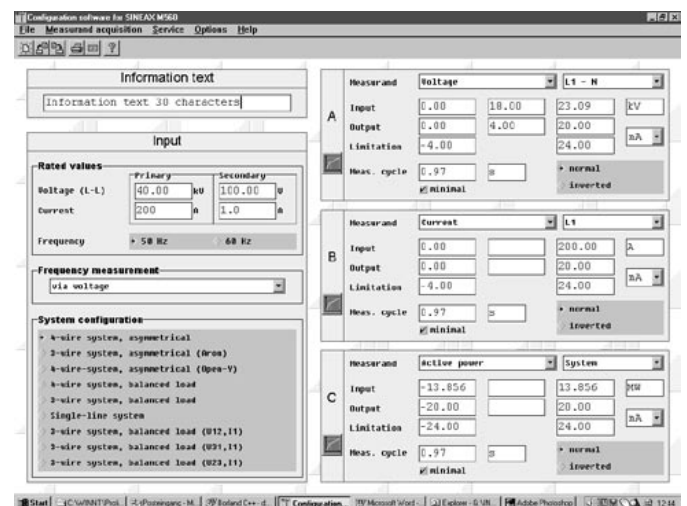 Configuration software for SINEAX M560
File Measurand acquisition Service Options Help
Information text
Information text 30 characters
Input
Rated values
Primary Secondary
Voltage (L-L) 40.00 kV 100.00 V
Current 200 A 1.0 A
Frequency 50 Hz 60 Hz
Frequency measurement
via voltage
System configuration
4-wire system, asymmetrical
3-wire system, asymmetrical (Aron)
4-wire-system, asymmetrical (Open-Y)
4-wire system, balanced load
3-wire system, balanced load
Single-line system
3-wire system, balanced load (U12,I1)
3-wire system, balanced load (U31,I1)
3-wire system, balanced load (U23,I1)
A
Measurand Voltage L1 - N
Input 0.00 18.00 23.09 kV
Output 0.00 4.00 20.00 mA
Limitation -4.00 24.00
Meas. cycle 0.97 s normal
minimal inverted
B
Measurand Current L1
Input 0.00 200.00 A
Output 0.00 20.00 mA
Limitation -4.00 24.00
Meas. cycle 0.97 s normal
minimal inverted
C
Measurand Active power System
Input -13.856 13.856 MW
Output -20.00 20.00 mA
Limitation -24.00 24.00
Meas. cycle 0.97 s normal
minimal inverted
Start C:\WINNT\Profi.. Posteingang - M.. Borland C++ - d.. Configuration Microsoft Word - Explorer - Adobe Photoshop 12:44